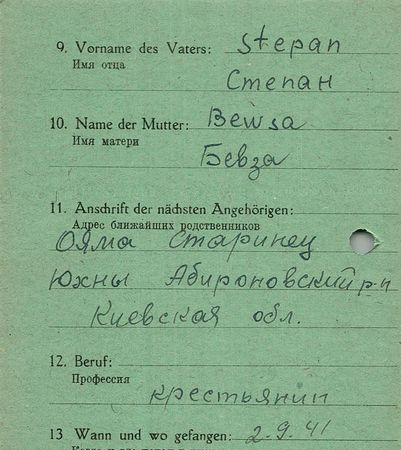 9. Vorname des Vaters: Stepan
Имя отца
Степан
10. Name der Mutter: Bewsa
Имя матери
Бевза
11. Anschrift der nächsten Angehörigen:
Адрес ближайших родственников
Старинец
Абироновский р-н
Киевская обл.
12. Beruf:
Профессия
крестьянин
13 Wann und wo gefangen: 2.9.41